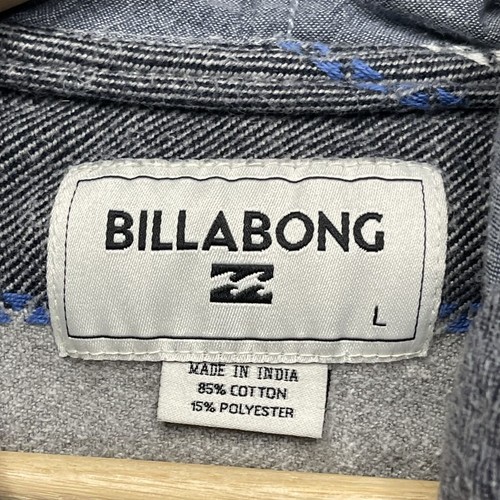 BILLABONG
L
MADE IN INDIA
85% COTTON
15% POLYESTER